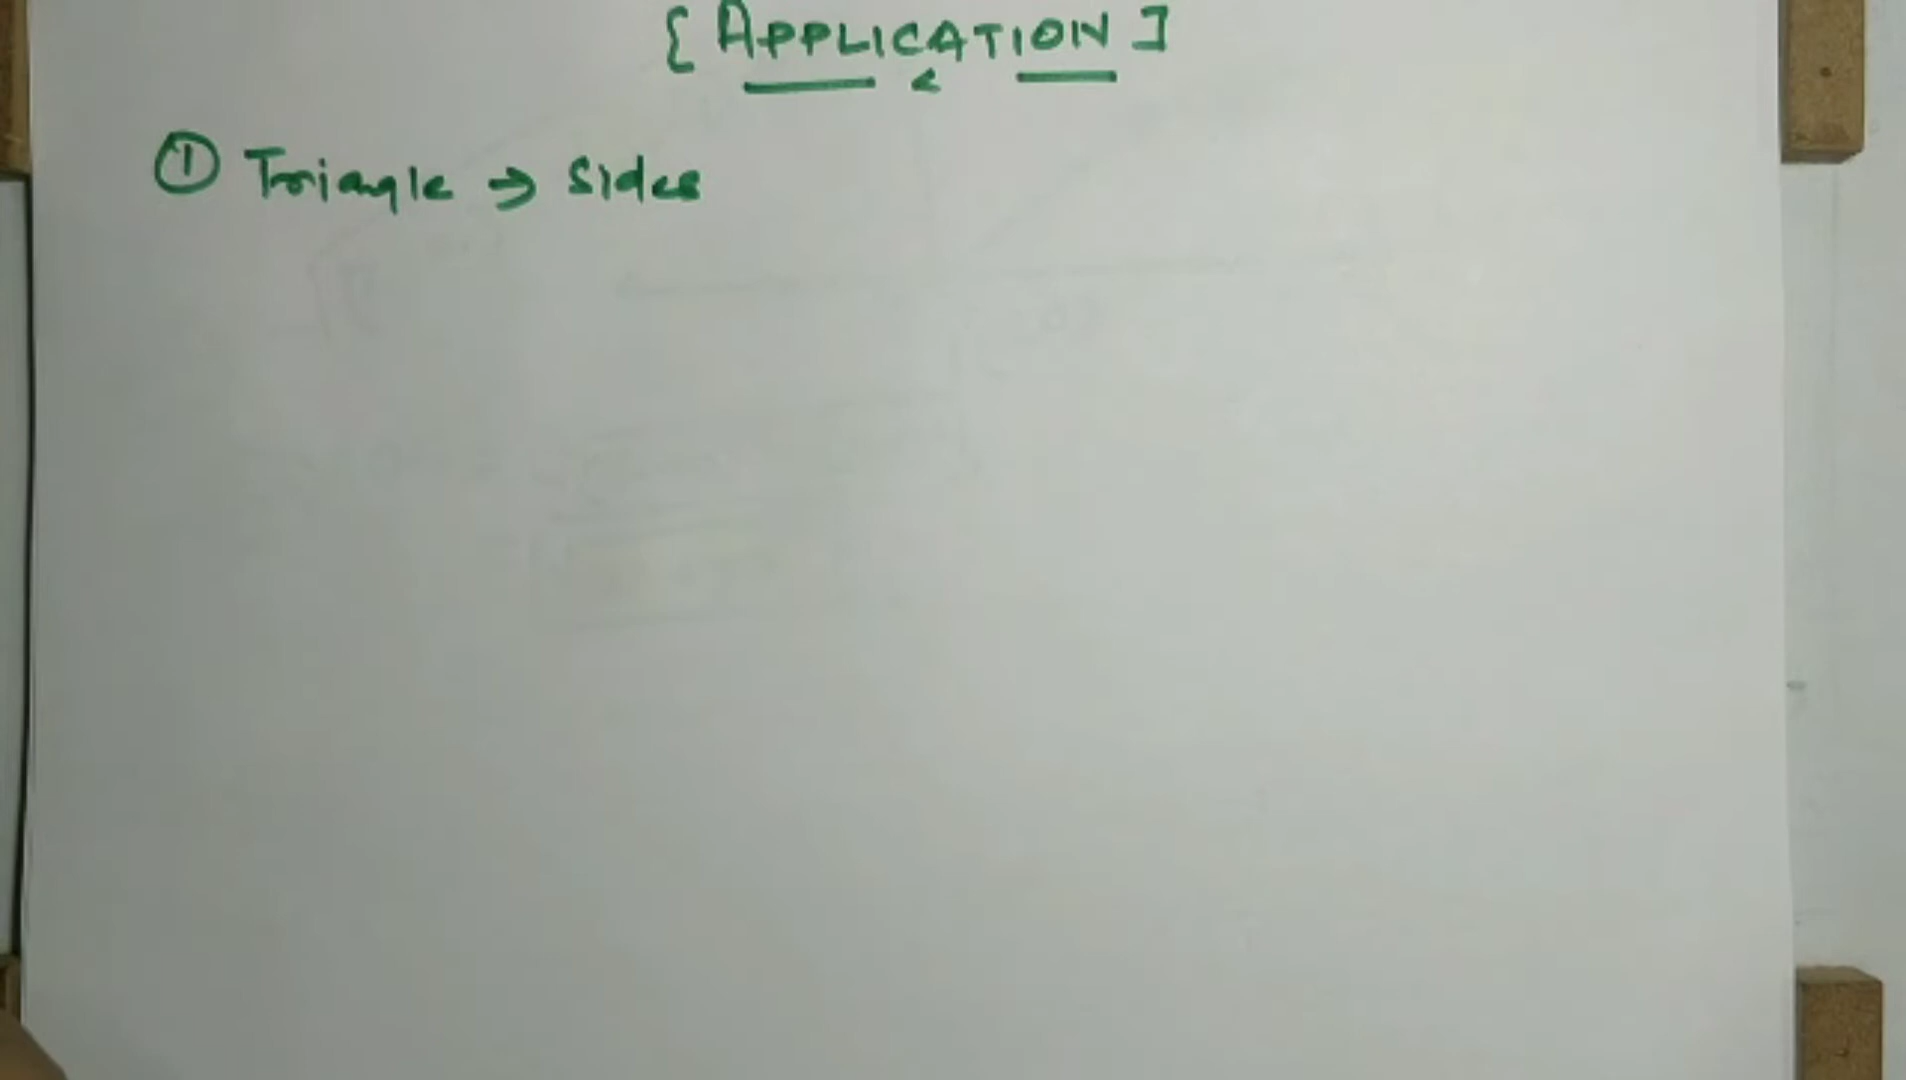 [ APPLICATION ]
① Triangle → Sides